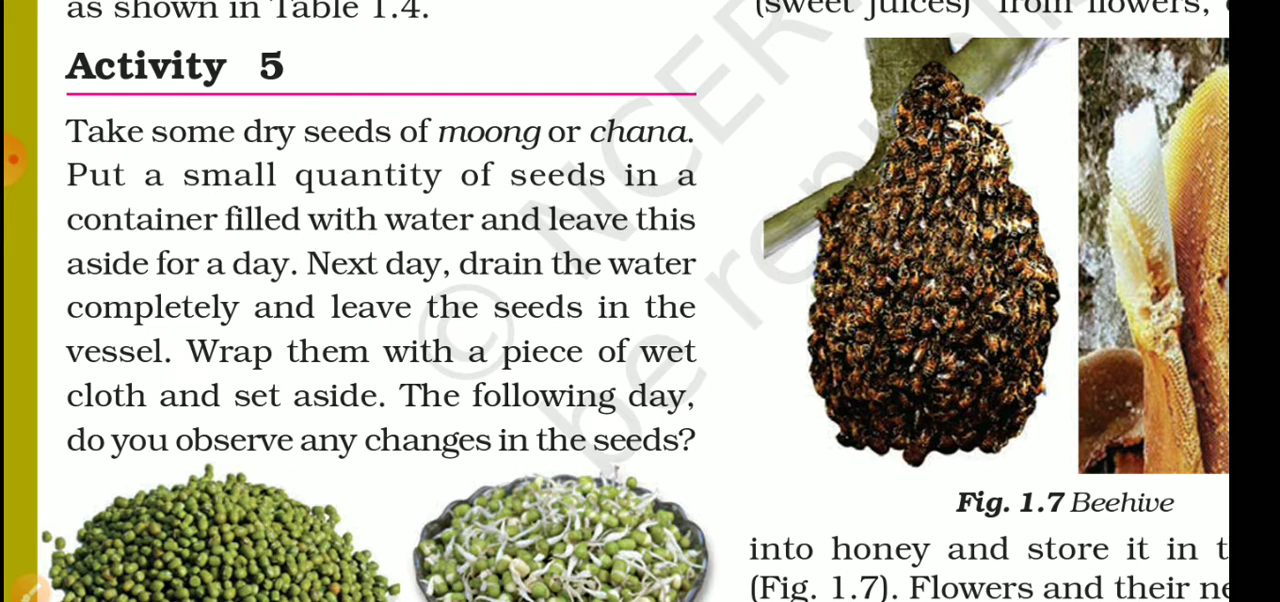 as shown in Table 1.4.
Activity 5
Take some dry seeds of moong or chana.
Put a small quantity of seeds in a
container filled with water and leave this
aside for a day. Next day, drain the water
completely and leave the seeds in the
vessel. Wrap them with a piece of wet
cloth and set aside. The following day,
do you observe any changes in the seeds?
(sweet juices) from flowers,
Fig. 1.7 Beehive
into honey and store it in
(Fig. 1.7). Flowers and their
© NCER
be re